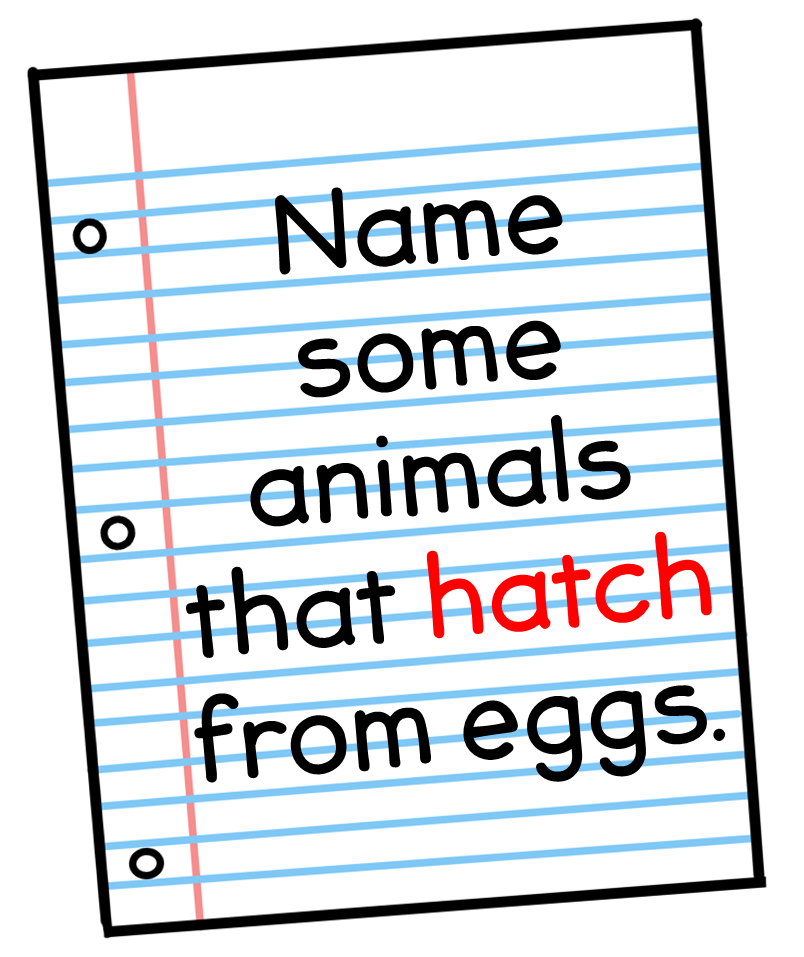 Name
some
animals
that hatch
from eggs.